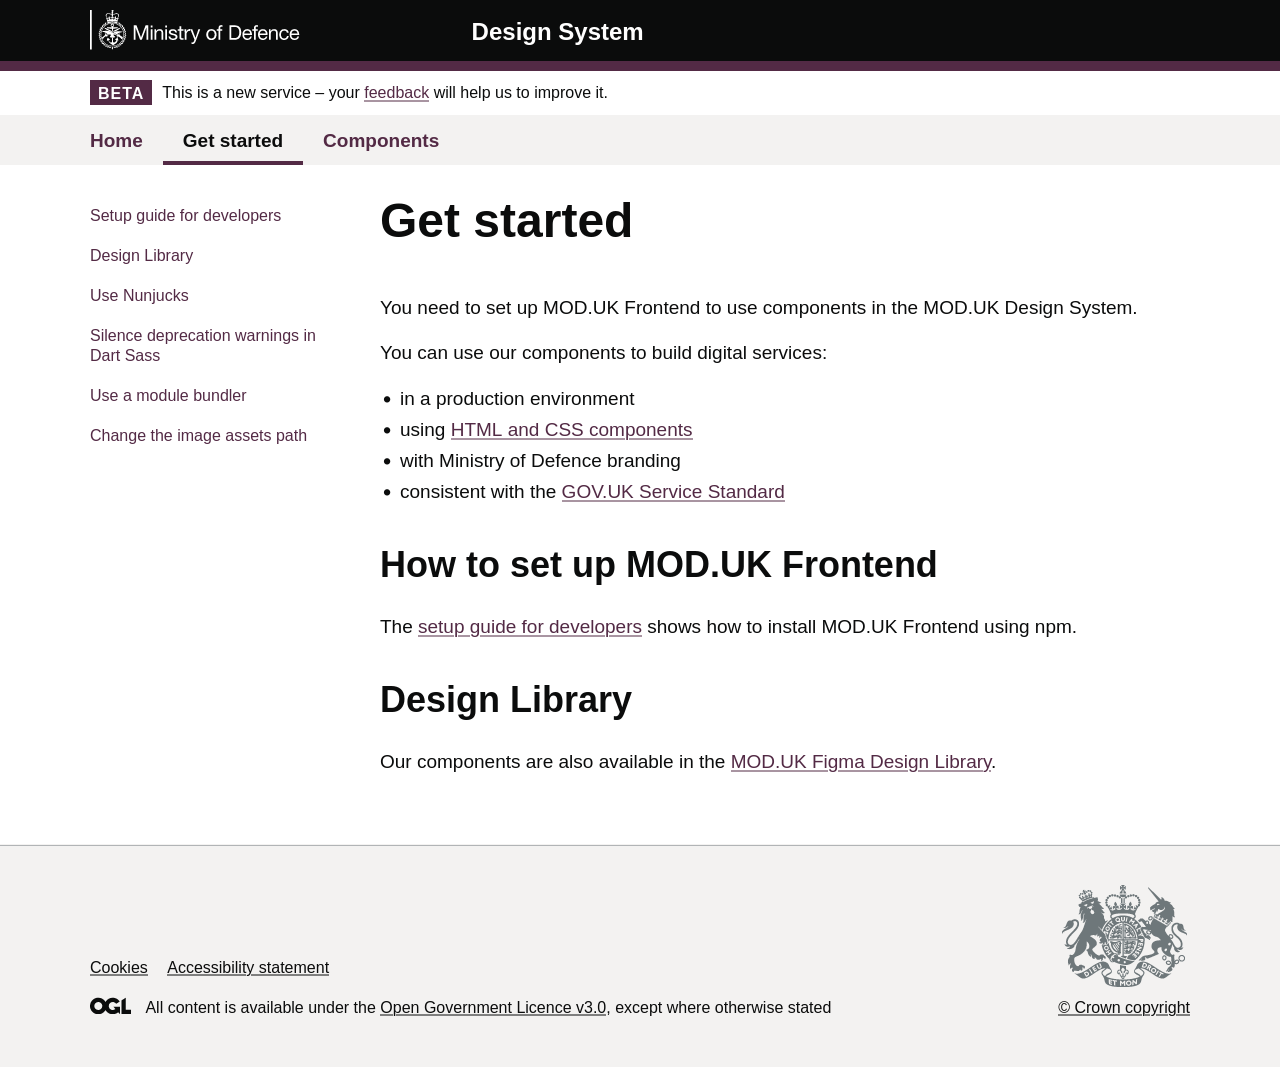 Ministry of Defence
Design System
BETA This is a new service – your feedback will help us to improve it.
Home Get started Components
Setup guide for developers
Design Library
Use Nunjucks
Silence deprecation warnings in
Dart Sass
Use a module bundler
Change the image assets path
Get started
You need to set up MOD.UK Frontend to use components in the MOD.UK Design System.
You can use our components to build digital services:
in a production environment
using HTML and CSS components
with Ministry of Defence branding
consistent with the GOV.UK Service Standard
How to set up MOD.UK Frontend
The setup guide for developers shows how to install MOD.UK Frontend using npm.
Design Library
Our components are also available in the MOD.UK Figma Design Library.
Cookies Accessibility statement
OGL All content is available under the Open Government Licence v3.0, except where otherwise stated
DIEU ET MON DROIT
© Crown copyright